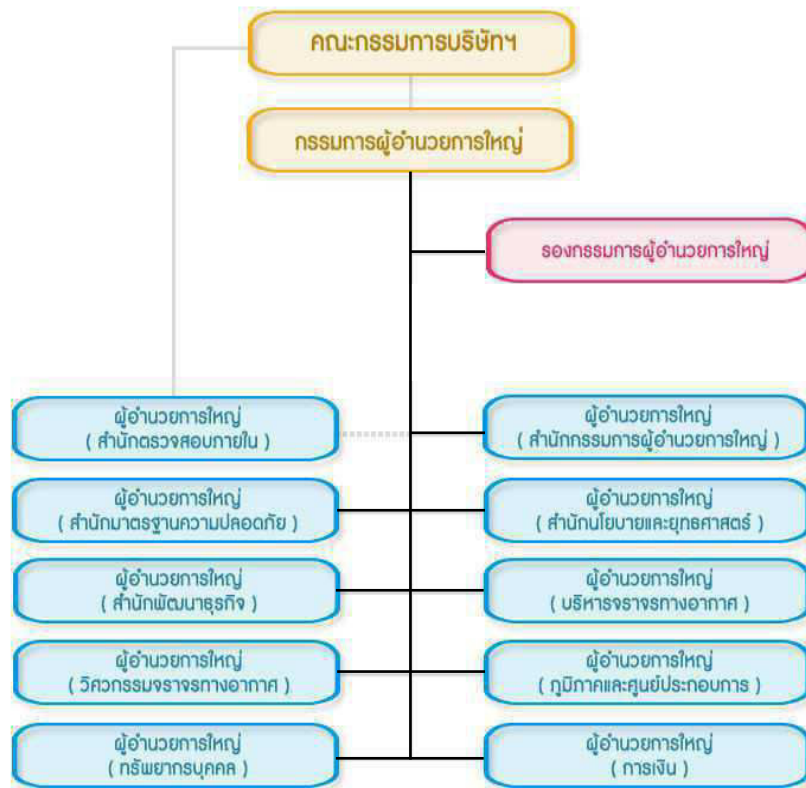 คณะกรรมการบริษัทฯ
กรรมการผู้อำนวยการใหญ่
รองกรรมการผู้อำนวยการใหญ่
ผู้อำนวยการใหญ่
( สำนักตรวจสอบภายใน )
ผู้อำนวยการใหญ่
( สำนักกรรมการผู้อำนวยการใหญ่ )
ผู้อำนวยการใหญ่
( สำนักมาตรฐานความปลอดภัย )
ผู้อำนวยการใหญ่
( สำนักนโยบายและยุทธศาสตร์ )
ผู้อำนวยการใหญ่
( สำนักพัฒนาธุรกิจ )
ผู้อำนวยการใหญ่
( บริหารจราจรทางอากาศ )
ผู้อำนวยการใหญ่
( วิศวกรรมจราจรทางอากาศ )
ผู้อำนวยการใหญ่
( ภูมิภาคและศูนย์ประกอบการ )
ผู้อำนวยการใหญ่
( ทรัพยากรบุคคล )
ผู้อำนวยการใหญ่
( การเงิน )